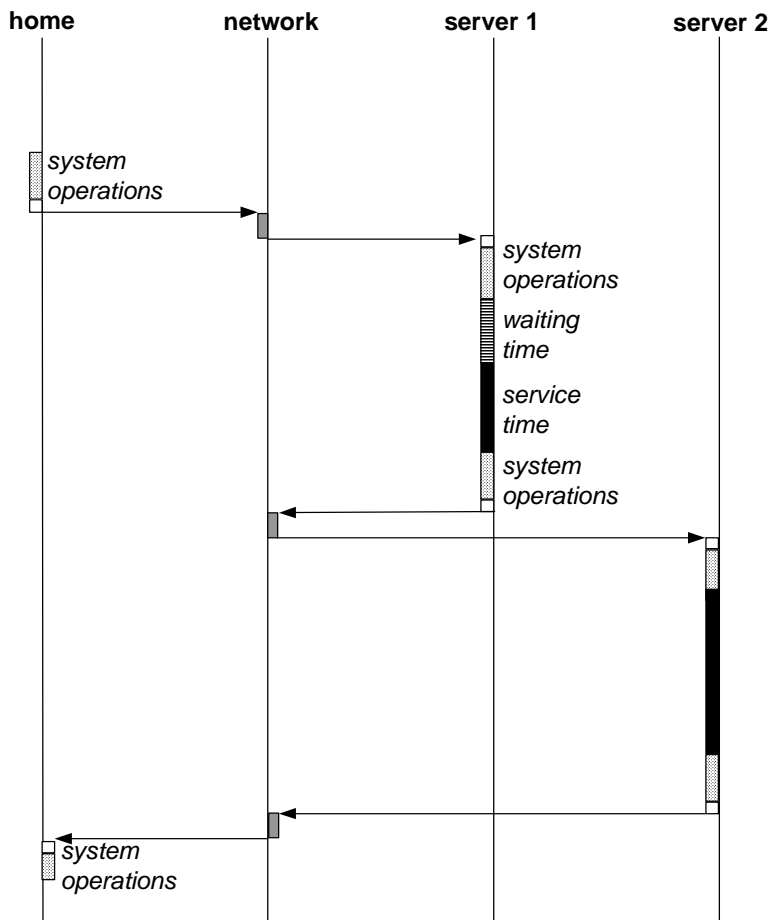 home network server 1 server 2
system
operations
system
operations
waiting
time
service
time
system
operations
system
operations